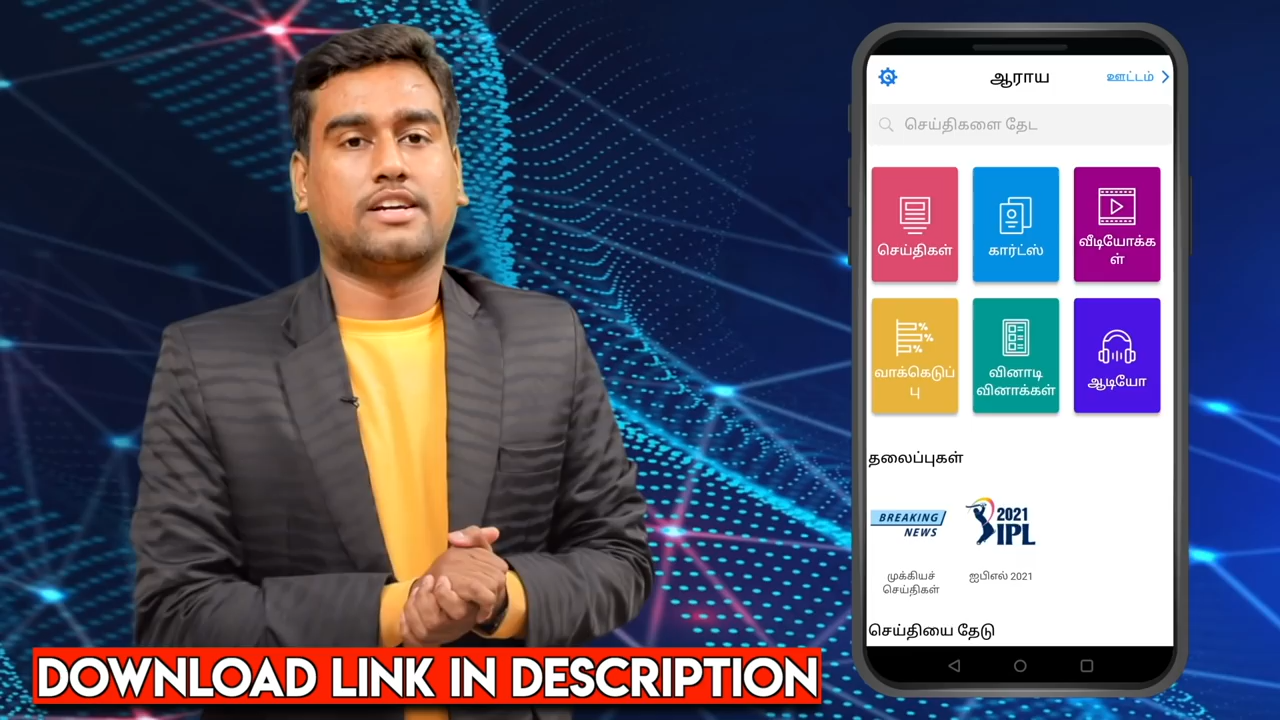 ஆராய
ஊட்டம்
செய்திகளை தேட
செய்திகள்
கார்ட்ஸ்
வீடியோக்க
ள்
%
%
%
வாக்கெடுப்
பு
வினாடி
வினாக்கள்
ஆடியோ
தலைப்புகள்
BREAKING
NEWS
2021
IPL
முக்கியச்
செய்திகள்
ஐபிஎல் 2021
செய்தியை தேடு
DOWNLOAD LINK IN DESCRIPTION